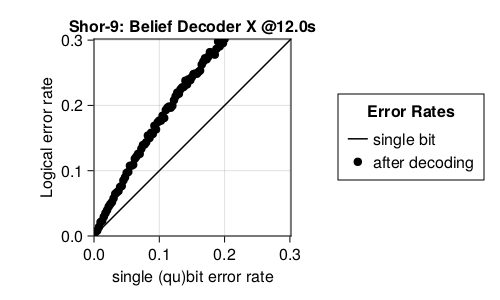 Shor-9: Belief Decoder X @12.0s
Logical error rate
0.3
0.2
0.1
0.0
0.0 0.1 0.2 0.3
single (qu)bit error rate
Error Rates
single bit
after decoding